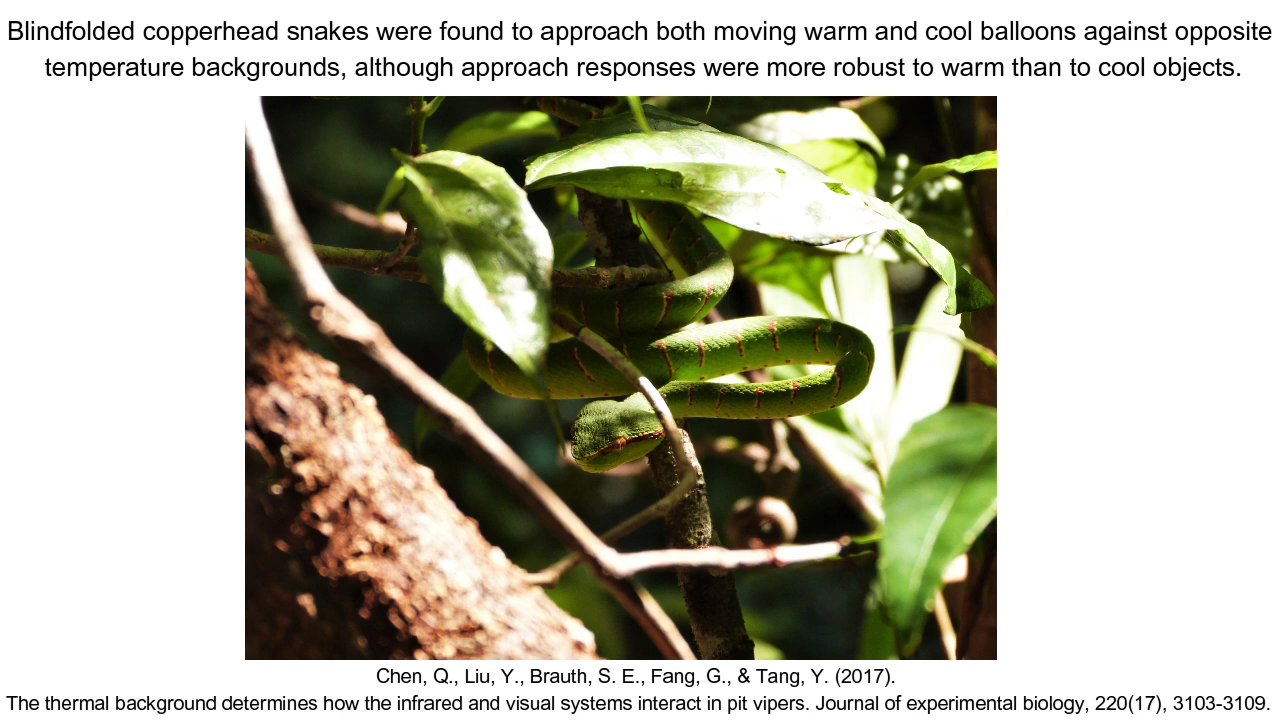 Blindfolded copperhead snakes were found to approach both moving warm and cool balloons against opposite
temperature backgrounds, although approach responses were more robust to warm than to cool objects.
Chen, Q., Liu, Y., Brauth, S. E., Fang, G., & Tang, Y. (2017).
The thermal background determines how the infrared and visual systems interact in pit vipers. Journal of experimental biology, 220(17), 3103-3109.